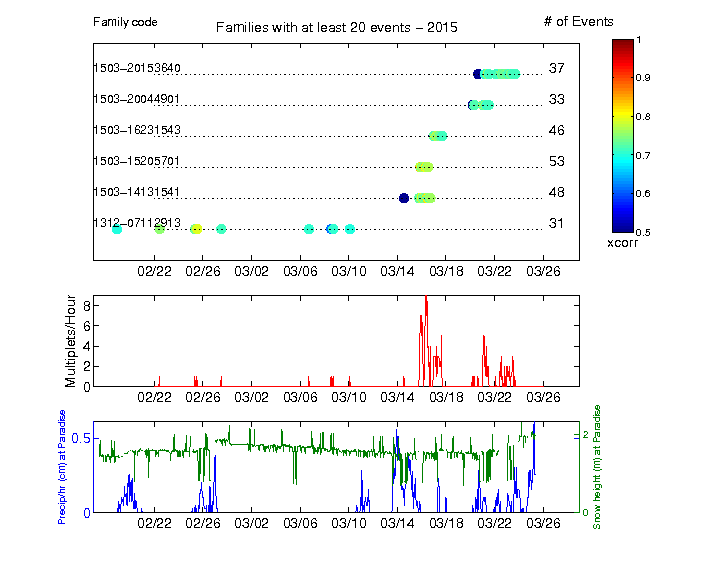 Family code
Families with at least 20 events – 2015
# of Events
1503–20153640
37
1503–20044901
33
1503–16231543
46
1503–15205701
53
1503–14131541
48
1312–07112913
31
02/22 02/26 03/02 03/06 03/10 03/14 03/18 03/22 03/26
1
0.9
0.8
0.7
0.6
0.5
xcorr
Multiplets/Hour
8
6
4
2
0
02/22 02/26 03/02 03/06 03/10 03/14 03/18 03/22 03/26
Precip/hr (cm) at Paradise
0.5
0
2
0
Snow height (m) at Paradise
02/22 02/26 03/02 03/06 03/10 03/14 03/18 03/22 03/26